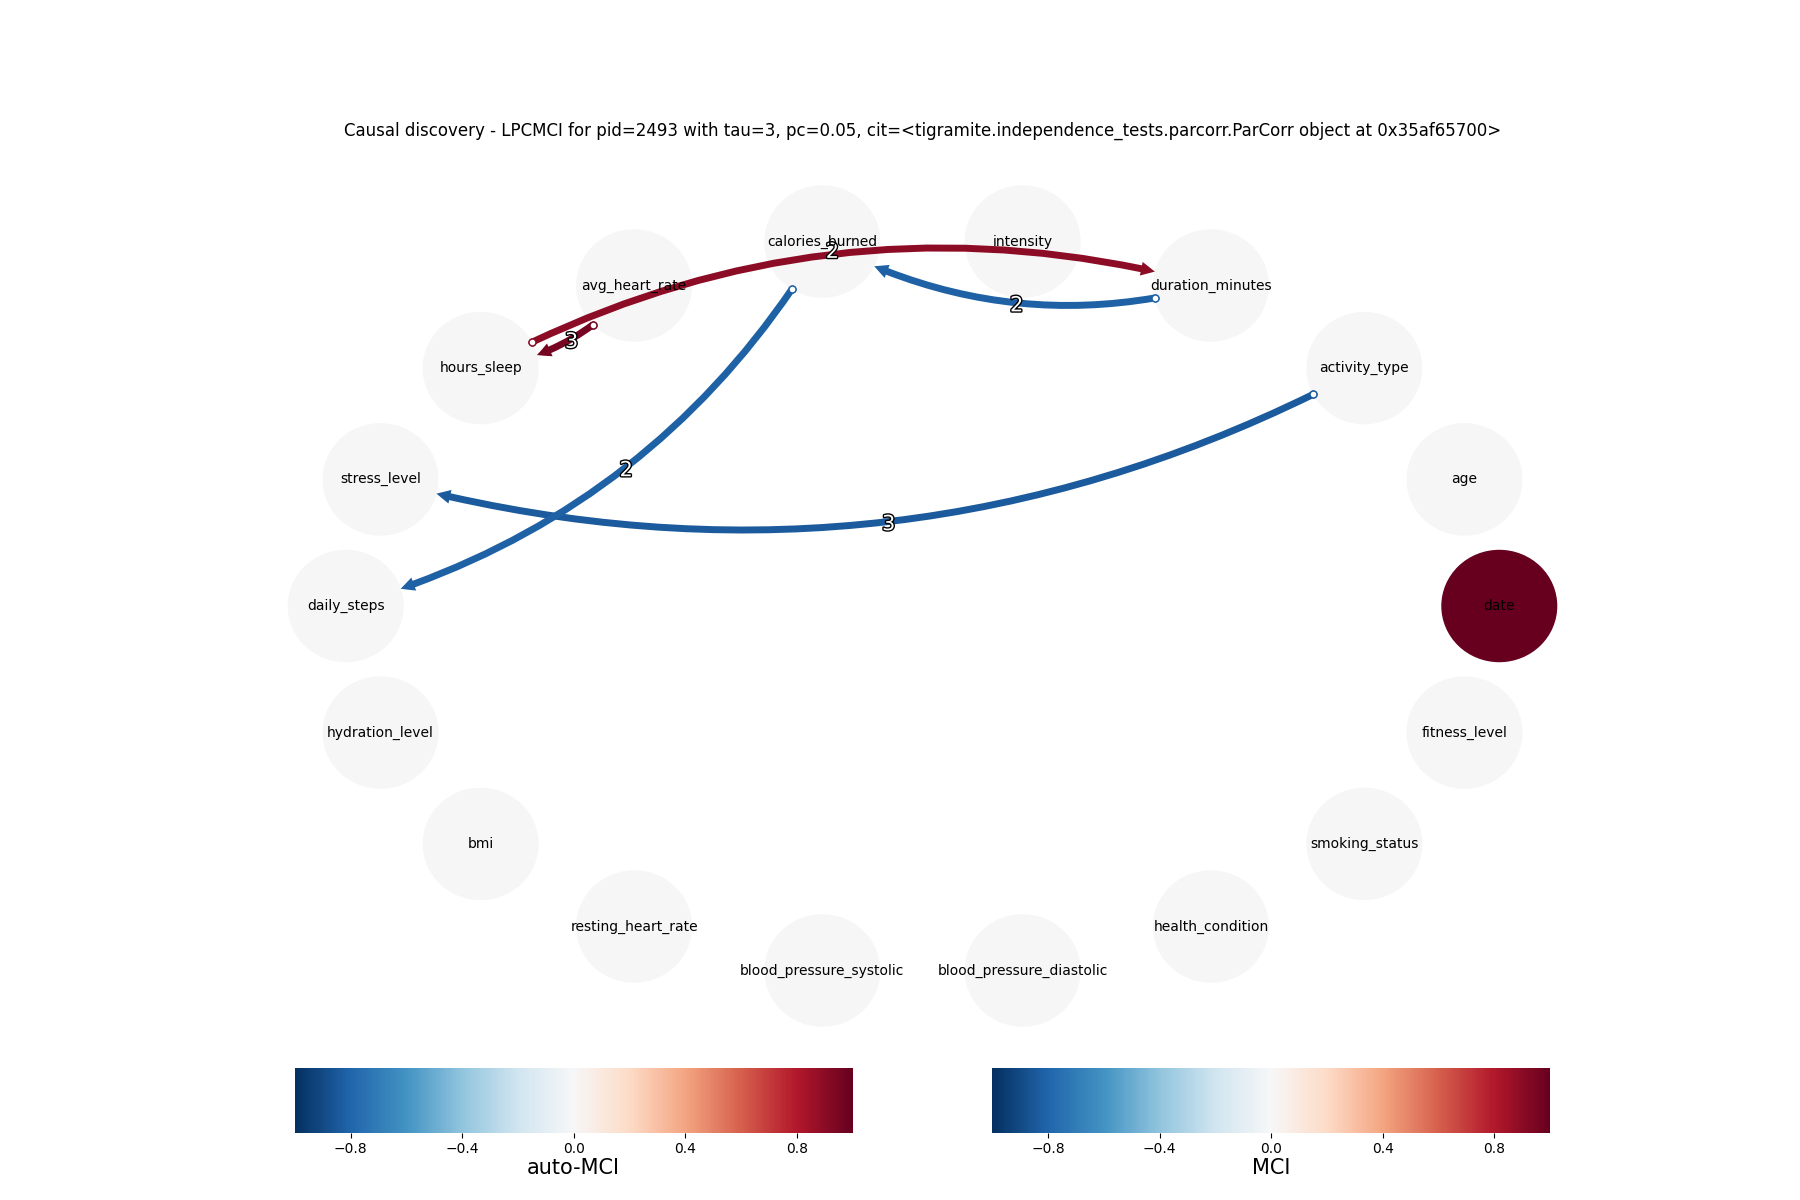 Causal discovery - LPCMCI for pid=2493 with tau=3, pc=0.05, cit=<tigramite.independence_tests.parcorr.ParCorr object at 0x35af65700>
calories_burned
intensity
2
avg_heart_rate
duration_minutes
2
3
hours_sleep
activity_type
2
stress_level
age
3
daily_steps
date
hydration_level
fitness_level
bmi
smoking_status
resting_heart_rate
health_condition
blood_pressure_systolic
blood_pressure_diastolic
−0.8 −0.4 0.0 0.4 0.8
auto-MCI
−0.8 −0.4 0.0 0.4 0.8
MCI